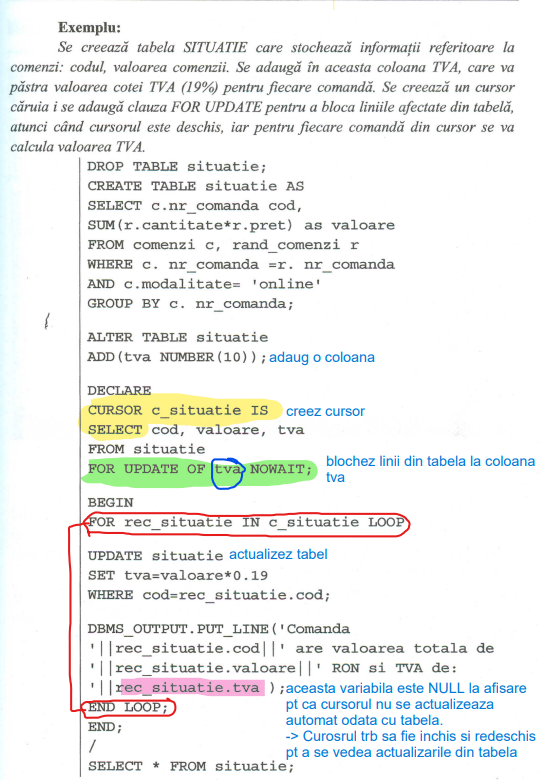 Exemplu:
Se creează tabela SITUATIE care stochează informații referitoare la
comenzi: codul, valoarea comenzii. Se adaugă în aceasta coloana TVA, care va
păstra valoarea cotei TVA (19%) pentru fiecare comandă. Se creează un cursor
căruia i se adaugă clauza FOR UPDATE pentru a bloca liniile afectate din tabelă,
atunci când cursorul este deschis, iar pentru fiecare comandă din cursor se va
calcula valoarea TVA.
DROP TABLE situatie;
CREATE TABLE situatie AS
SELECT c.nr_comanda cod,
SUM(r.cantitate*r.pret) as valoare
FROM comenzi c, rand_comenzi r
WHERE c. nr_comanda =r. nr_comanda
AND c.modalitate= 'online'
GROUP BY c. nr_comanda;
ALTER TABLE situatie
ADD(tva NUMBER(10)); adaug o coloana
DECLARE
CURSOR c_situatie IS creez cursor
SELECT cod, valoare, tva
FROM situatie
FOR UPDATE OF tva NOWAIT; blochez linii din tabela la coloana
tva
BEGIN
FOR rec_situatie IN c_situatie LOOP
UPDATE situatie actualizez tabel
SET tva=valoare*0.19
WHERE cod=rec_situatie.cod;
DBMS_OUTPUT.PUT_LINE('Comanda
'||rec_situatie.cod||' are valoarea totala de
'||rec_situatie.valoare||' RON si TVA de:
'||rec_situatie.tva ); aceasta variabila este NULL la afisare
END LOOP; pt ca cursorul nu se actualizeaza
END; automat odata cu tabela.
/ -> Curosrul trb sa fie inchis si redeschis
pt a se vedea actualizarile din tabela
SELECT * FROM situatie;